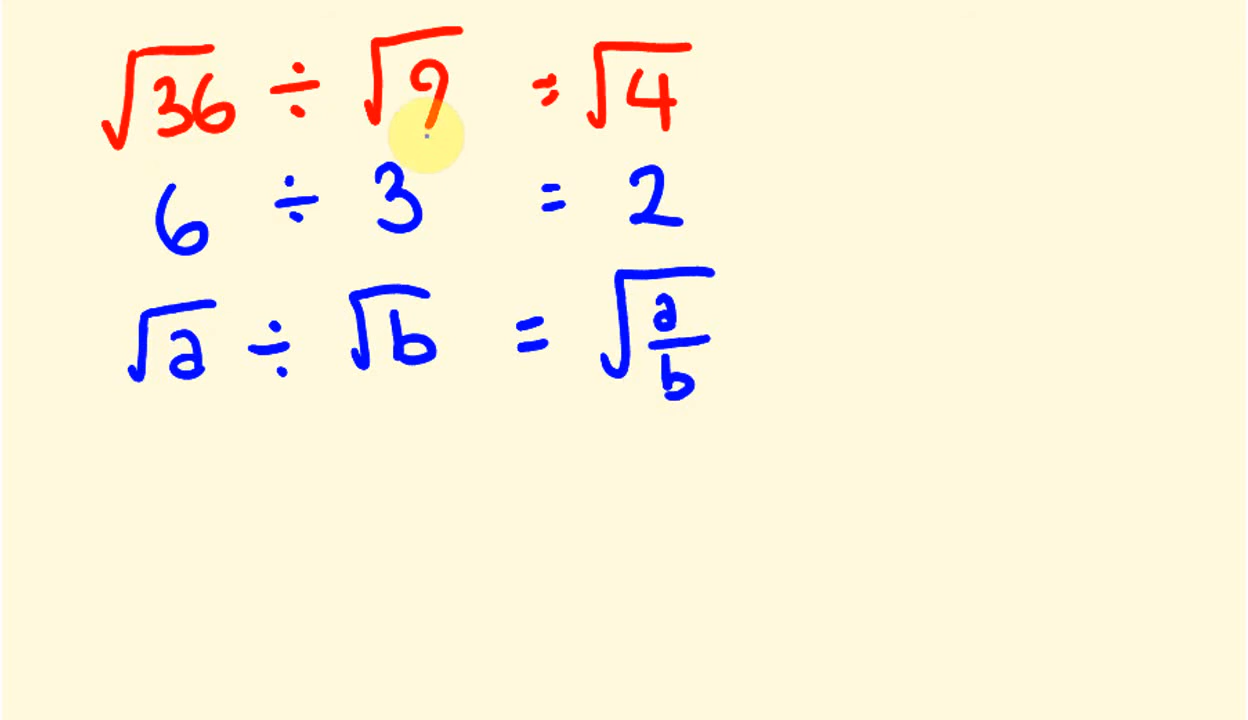 √36 ÷ √9 = √4
6 ÷ 3 = 2
√a ÷ √b = √(a/b)